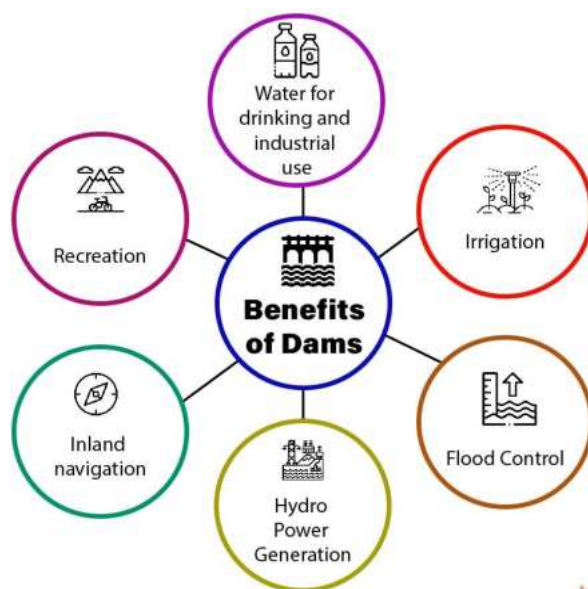 Water for
drinking and
industrial
use
Recreation
Irrigation
Benefits
of Dams
Inland
navigation
Flood Control
Hydro
Power
Generation